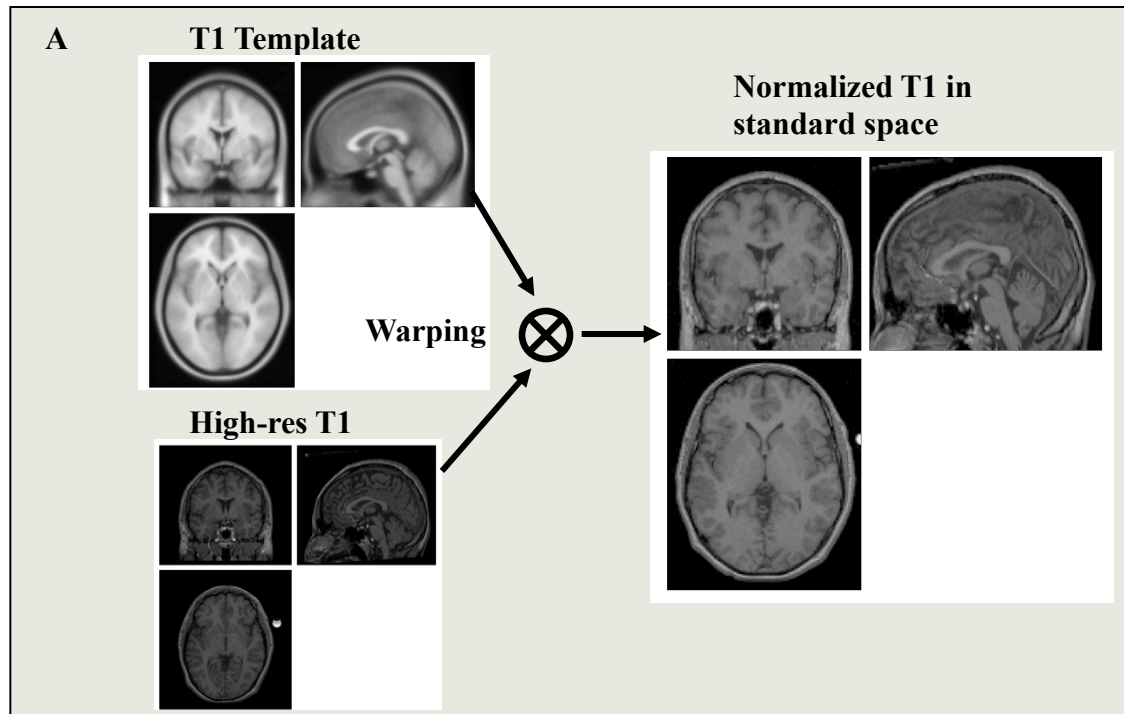 A
T1 Template
Normalized T1 in
standard space
Warping
High-res T1